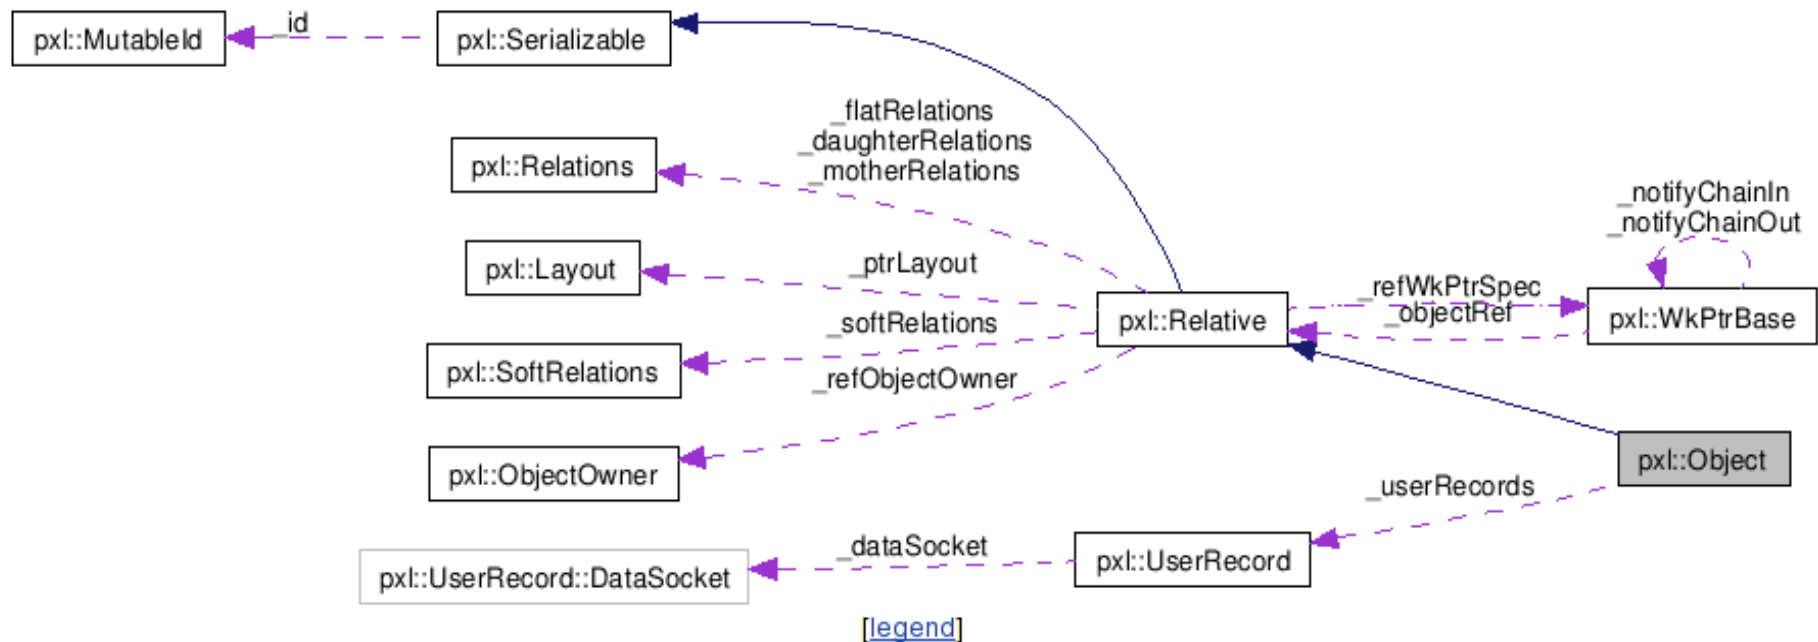 pxl::MutableId
_id
pxl::Serializable
_flatRelations
_daughterRelations
_motherRelations
pxl::Relations
_notifyChainIn
_notifyChainOut
pxl::Layout
_ptrLayout
_refWkPtrSpec
_objectRef
pxl::Relative
pxl::WkPtrBase
_softRelations
pxl::SoftRelations
_refObjectOwner
pxl::ObjectOwner
pxl::Object
_userRecords
_dataSocket
pxl::UserRecord
pxl::UserRecord::DataSocket
[legend]